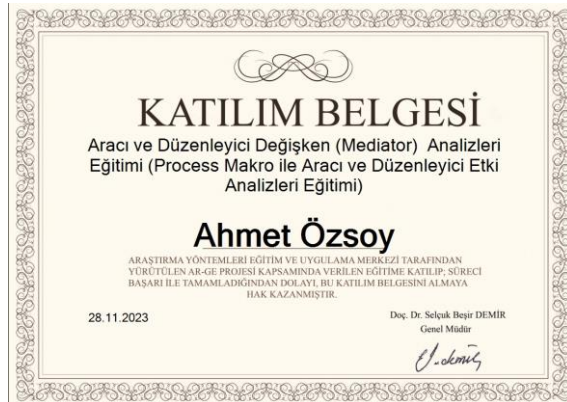 KATILIM BELGESİ
Aracı ve Düzenleyici Değişken (Mediator) Analizleri
Eğitimi (Process Makro ile Aracı ve Düzenleyici Etki
Analizleri Eğitimi)
Ahmet Özsoy
ARAŞTIRMA YÖNTEMLERİ EĞİTİM VE UYGULAMA MERKEZİ TARAFINDAN
YÜRÜTÜLEN AR-GE PROJESİ KAPSAMINDA VERİLEN EĞİTİME KATILIP; SÜRECİ
BAŞARI İLE TAMAMLADIĞINDAN DOLAYI, BU KATILIM BELGESİNİ ALMAYA
HAK KAZANMIŞTIR.
28.11.2023
Doç. Dr. Selçuk Beşir DEMİR
Genel Müdür